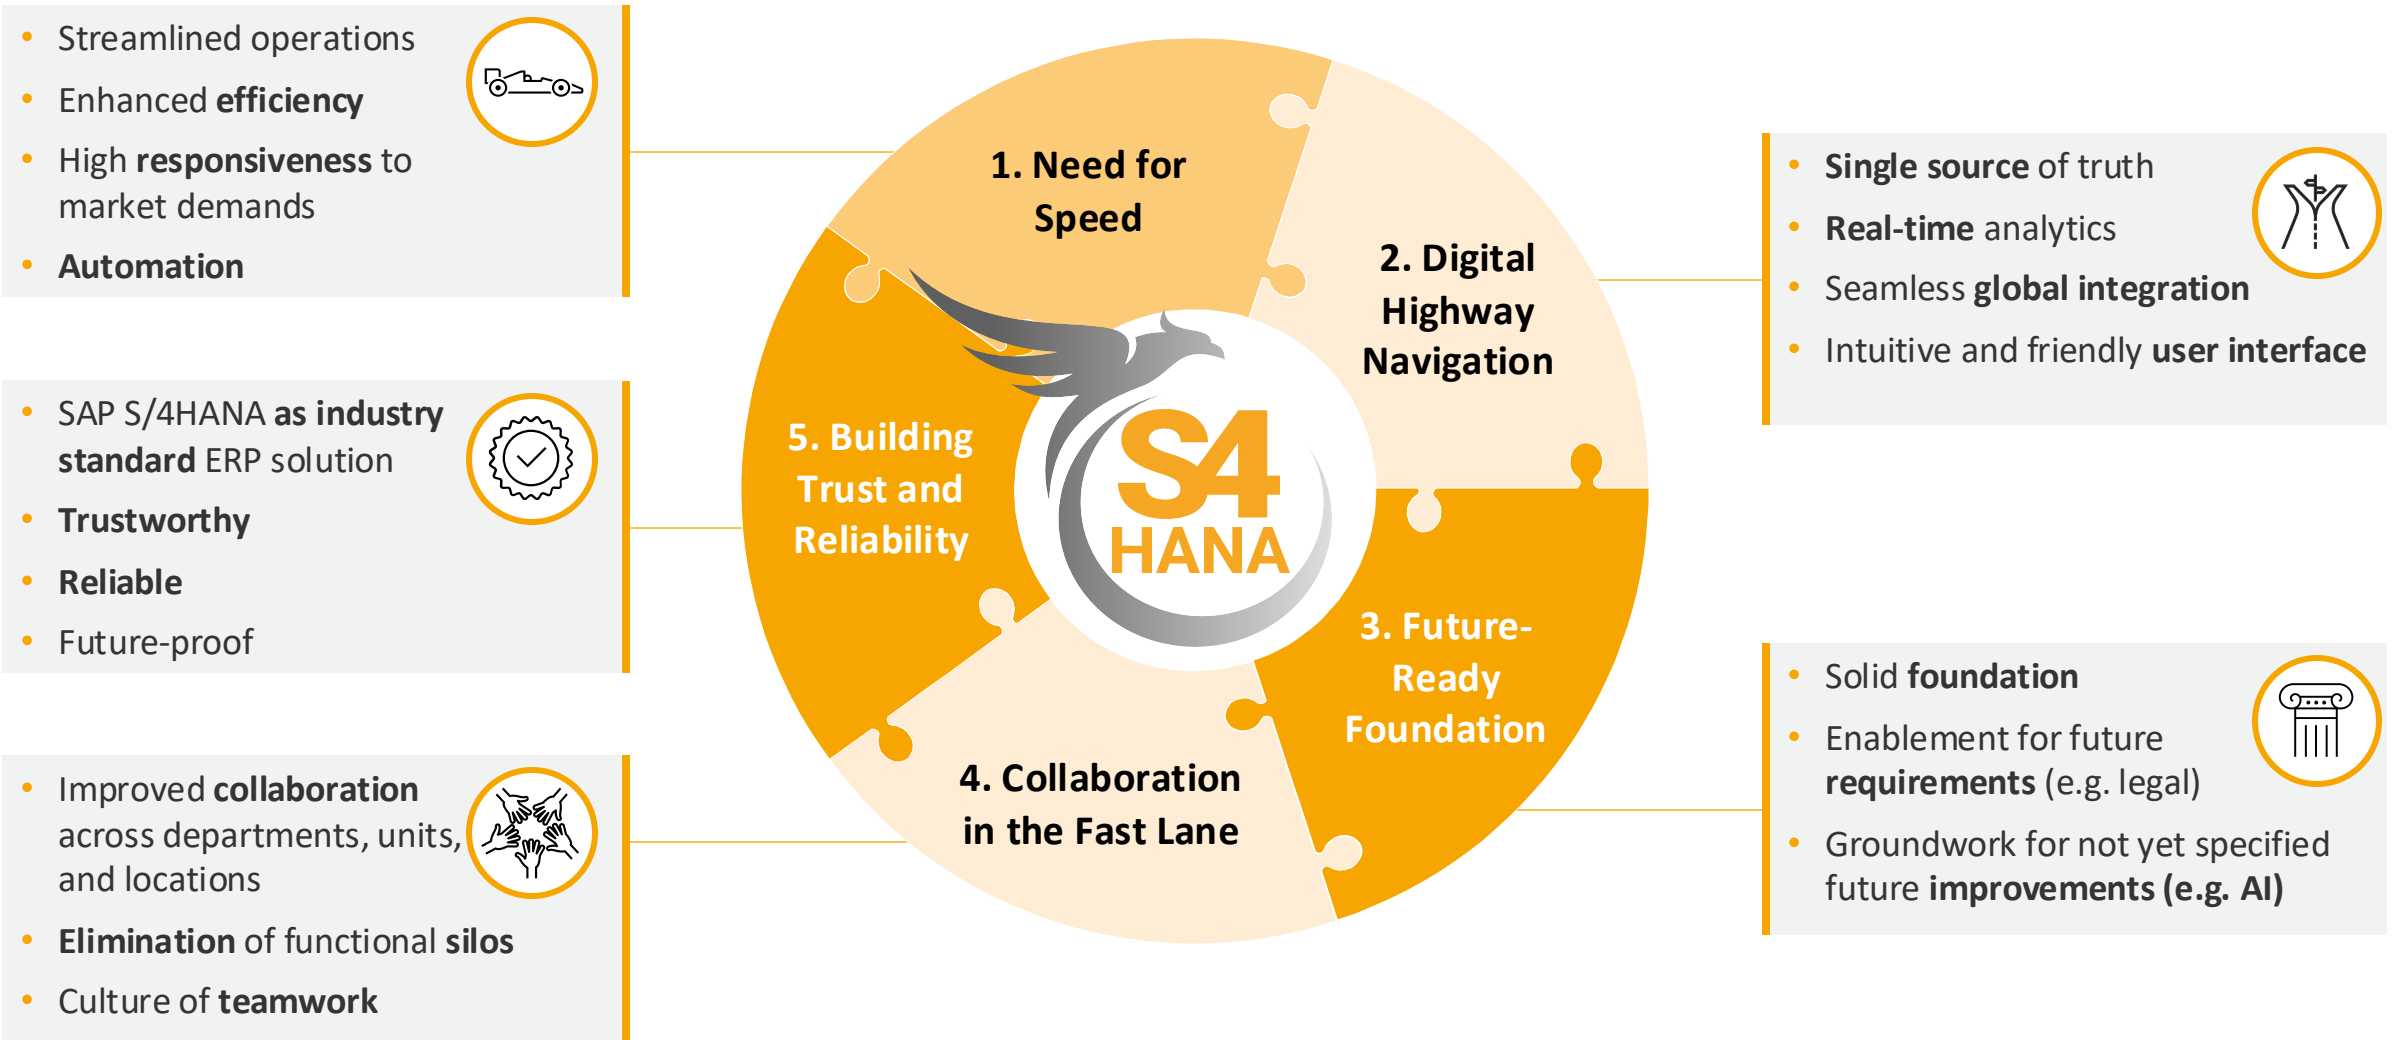 • Streamlined operations
• Enhanced efficiency
• High responsiveness to
market demands
• Automation
• SAP S/4HANA as industry
standard ERP solution
• Trustworthy
• Reliable
• Future-proof
• Improved collaboration
across departments, units,
and locations
• Elimination of functional silos
• Culture of teamwork
1. Need for
Speed
2. Digital
Highway
Navigation
3. Future-
Ready
Foundation
4. Collaboration
in the Fast Lane
5. Building
Trust and
Reliability
S4
HANA
• Single source of truth
• Real-time analytics
• Seamless global integration
• Intuitive and friendly user interface
• Solid foundation
• Enablement for future
requirements (e.g. legal)
• Groundwork for not yet specified
future improvements (e.g. AI)